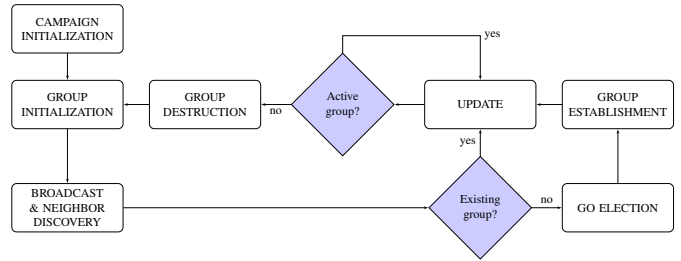 CAMPAIGN
INITIALIZATION
yes
GROUP
INITIALIZATION
GROUP
DESTRUCTION
no
Active
group?
UPDATE
GROUP
ESTABLISHMENT
yes
BROADCAST
& NEIGHBOR
DISCOVERY
Existing
group?
no
GO ELECTION